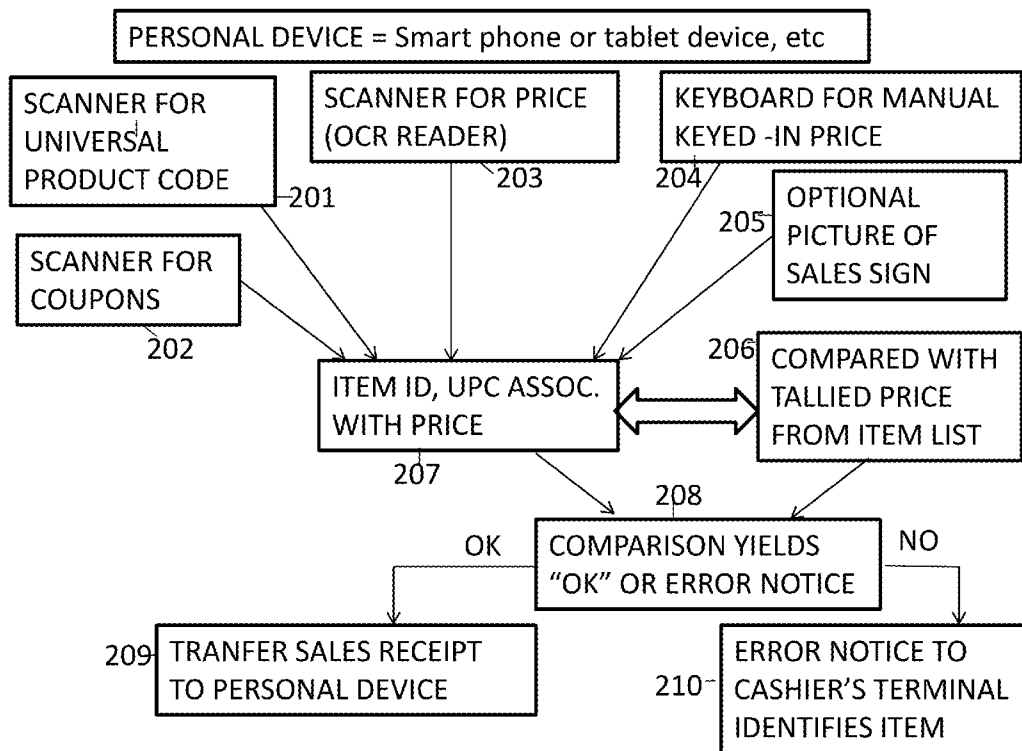 PERSONAL DEVICE = Smart phone or tablet device, etc
SCANNER FOR
UNIVERSAL
PRODUCT CODE
201
SCANNER FOR PRICE
(OCR READER)
203
KEYBOARD FOR MANUAL
KEYED -IN PRICE
204
205
OPTIONAL
PICTURE OF
SALES SIGN
SCANNER FOR
COUPONS
202
206
COMPARED WITH
TALLIED PRICE
FROM ITEM LIST
ITEM ID, UPC ASSOC.
WITH PRICE
207
208
OK
COMPARISON YIELDS
“OK” OR ERROR NOTICE
NO
209
TRANFER SALES RECEIPT
TO PERSONAL DEVICE
210
ERROR NOTICE TO
CASHIER’S TERMINAL
IDENTIFIES ITEM